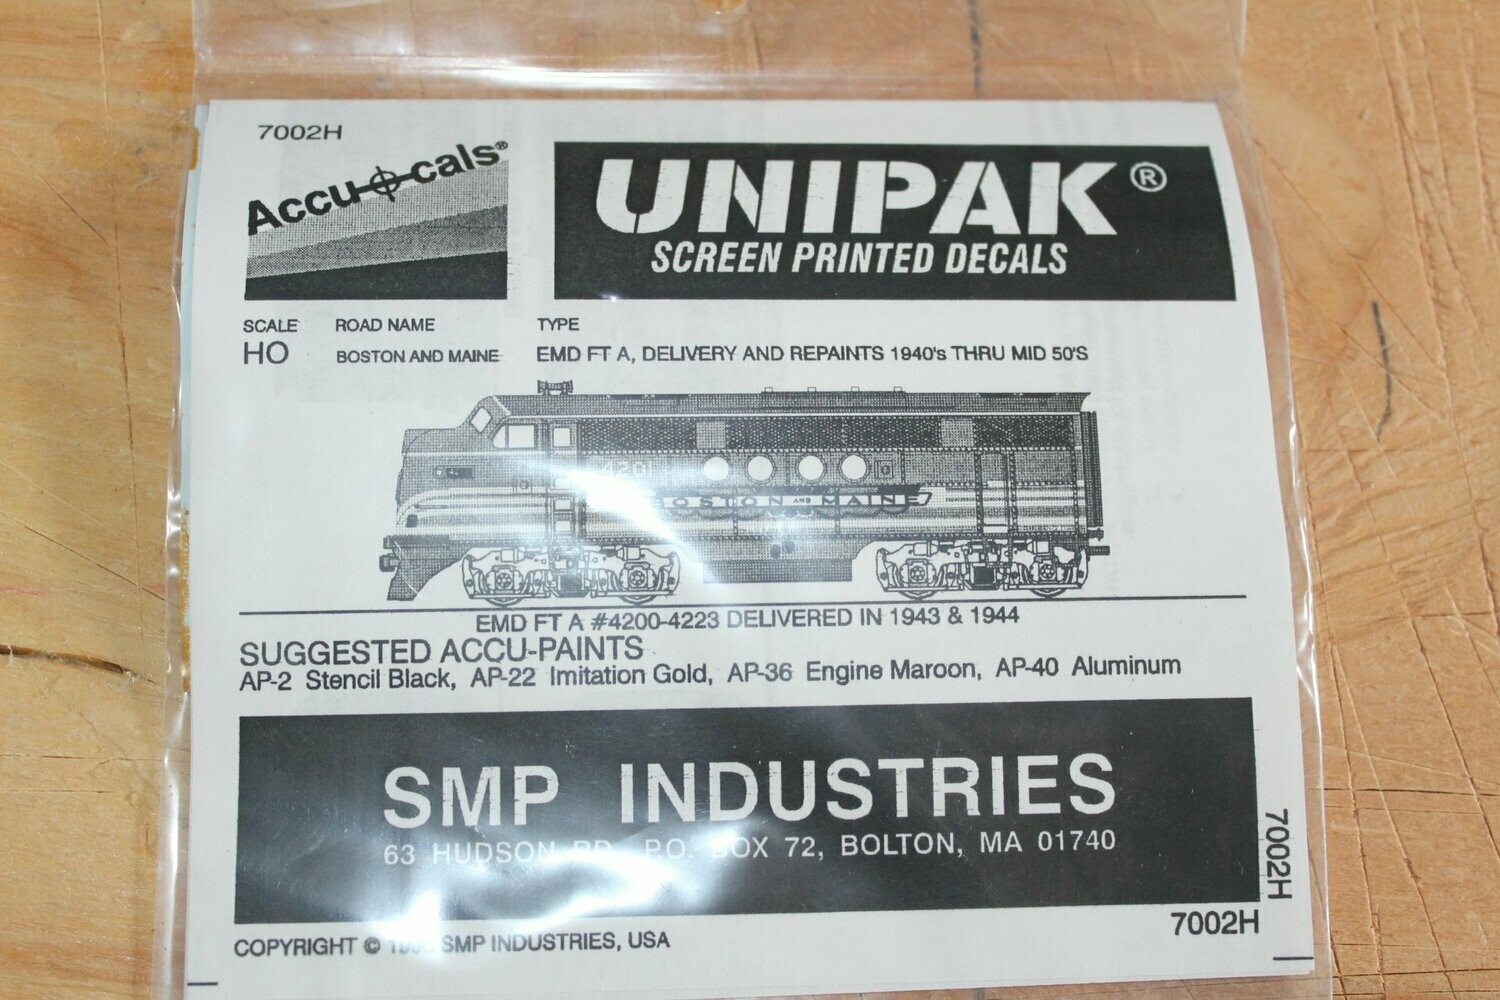 7002H
Accu-cals®
UNIPAK®
SCREEN PRINTED DECALS
SCALE ROAD NAME TYPE
HO BOSTON AND MAINE EMD FT A, DELIVERY AND REPAINTS 1940's THRU MID 50'S
4201
BOSTON AND MAINE
EMD FT A #4200-4223 DELIVERED IN 1943 & 1944
SUGGESTED ACCU-PAINTS
AP-2 Stencil Black, AP-22 Imitation Gold, AP-36 Engine Maroon, AP-40 Aluminum
SMP INDUSTRIES
63 HUDSON RD. P.O. BOX 72, BOLTON, MA 01740
7002H
7002H
COPYRIGHT © SMP INDUSTRIES, USA